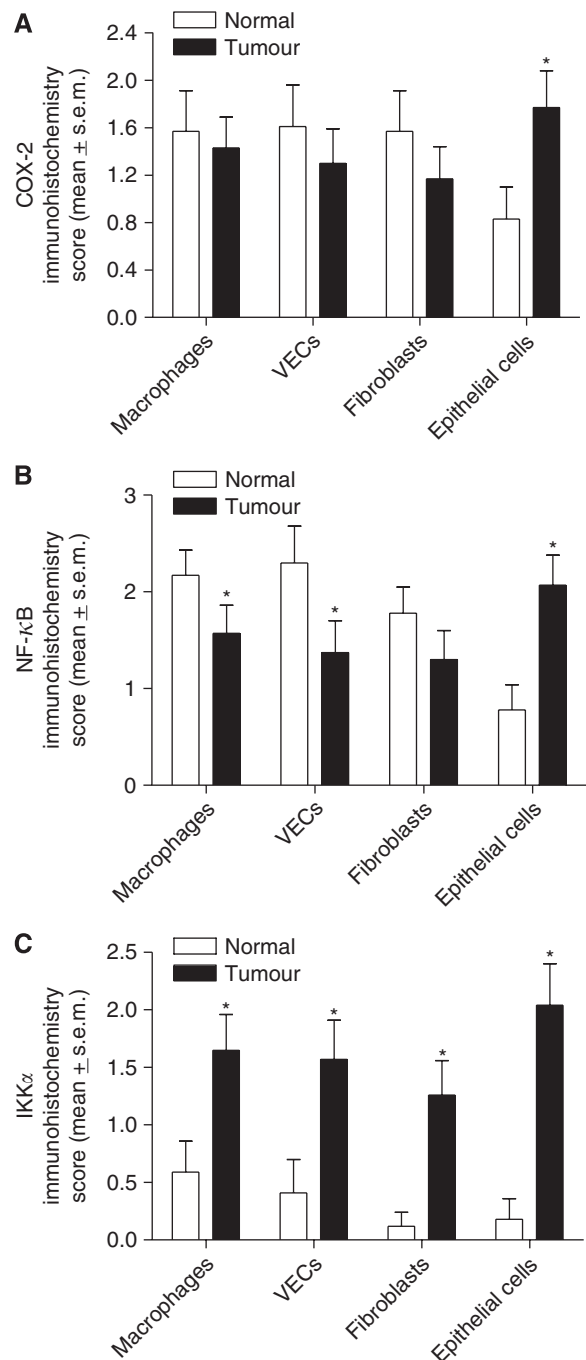 A
Normal
Tumour
COX-2
immunohistochemistry
score (mean ± s.e.m.)
2.4
2.0
1.6
1.2
0.8
0.4
0.0
*
Macrophages
VECs
Fibroblasts
Epithelial cells
B
Normal
Tumour
NF-κB
immunohistochemistry
score (mean ± s.e.m.)
3
2
1
0
*
*
*
Macrophages
VECs
Fibroblasts
Epithelial cells
C
Normal
Tumour
IKKα
immunohistochemistry
score (mean ± s.e.m.)
2.5
2.0
1.5
1.0
0.5
0.0
*
*
*
*
Macrophages
VECs
Fibroblasts
Epithelial cells